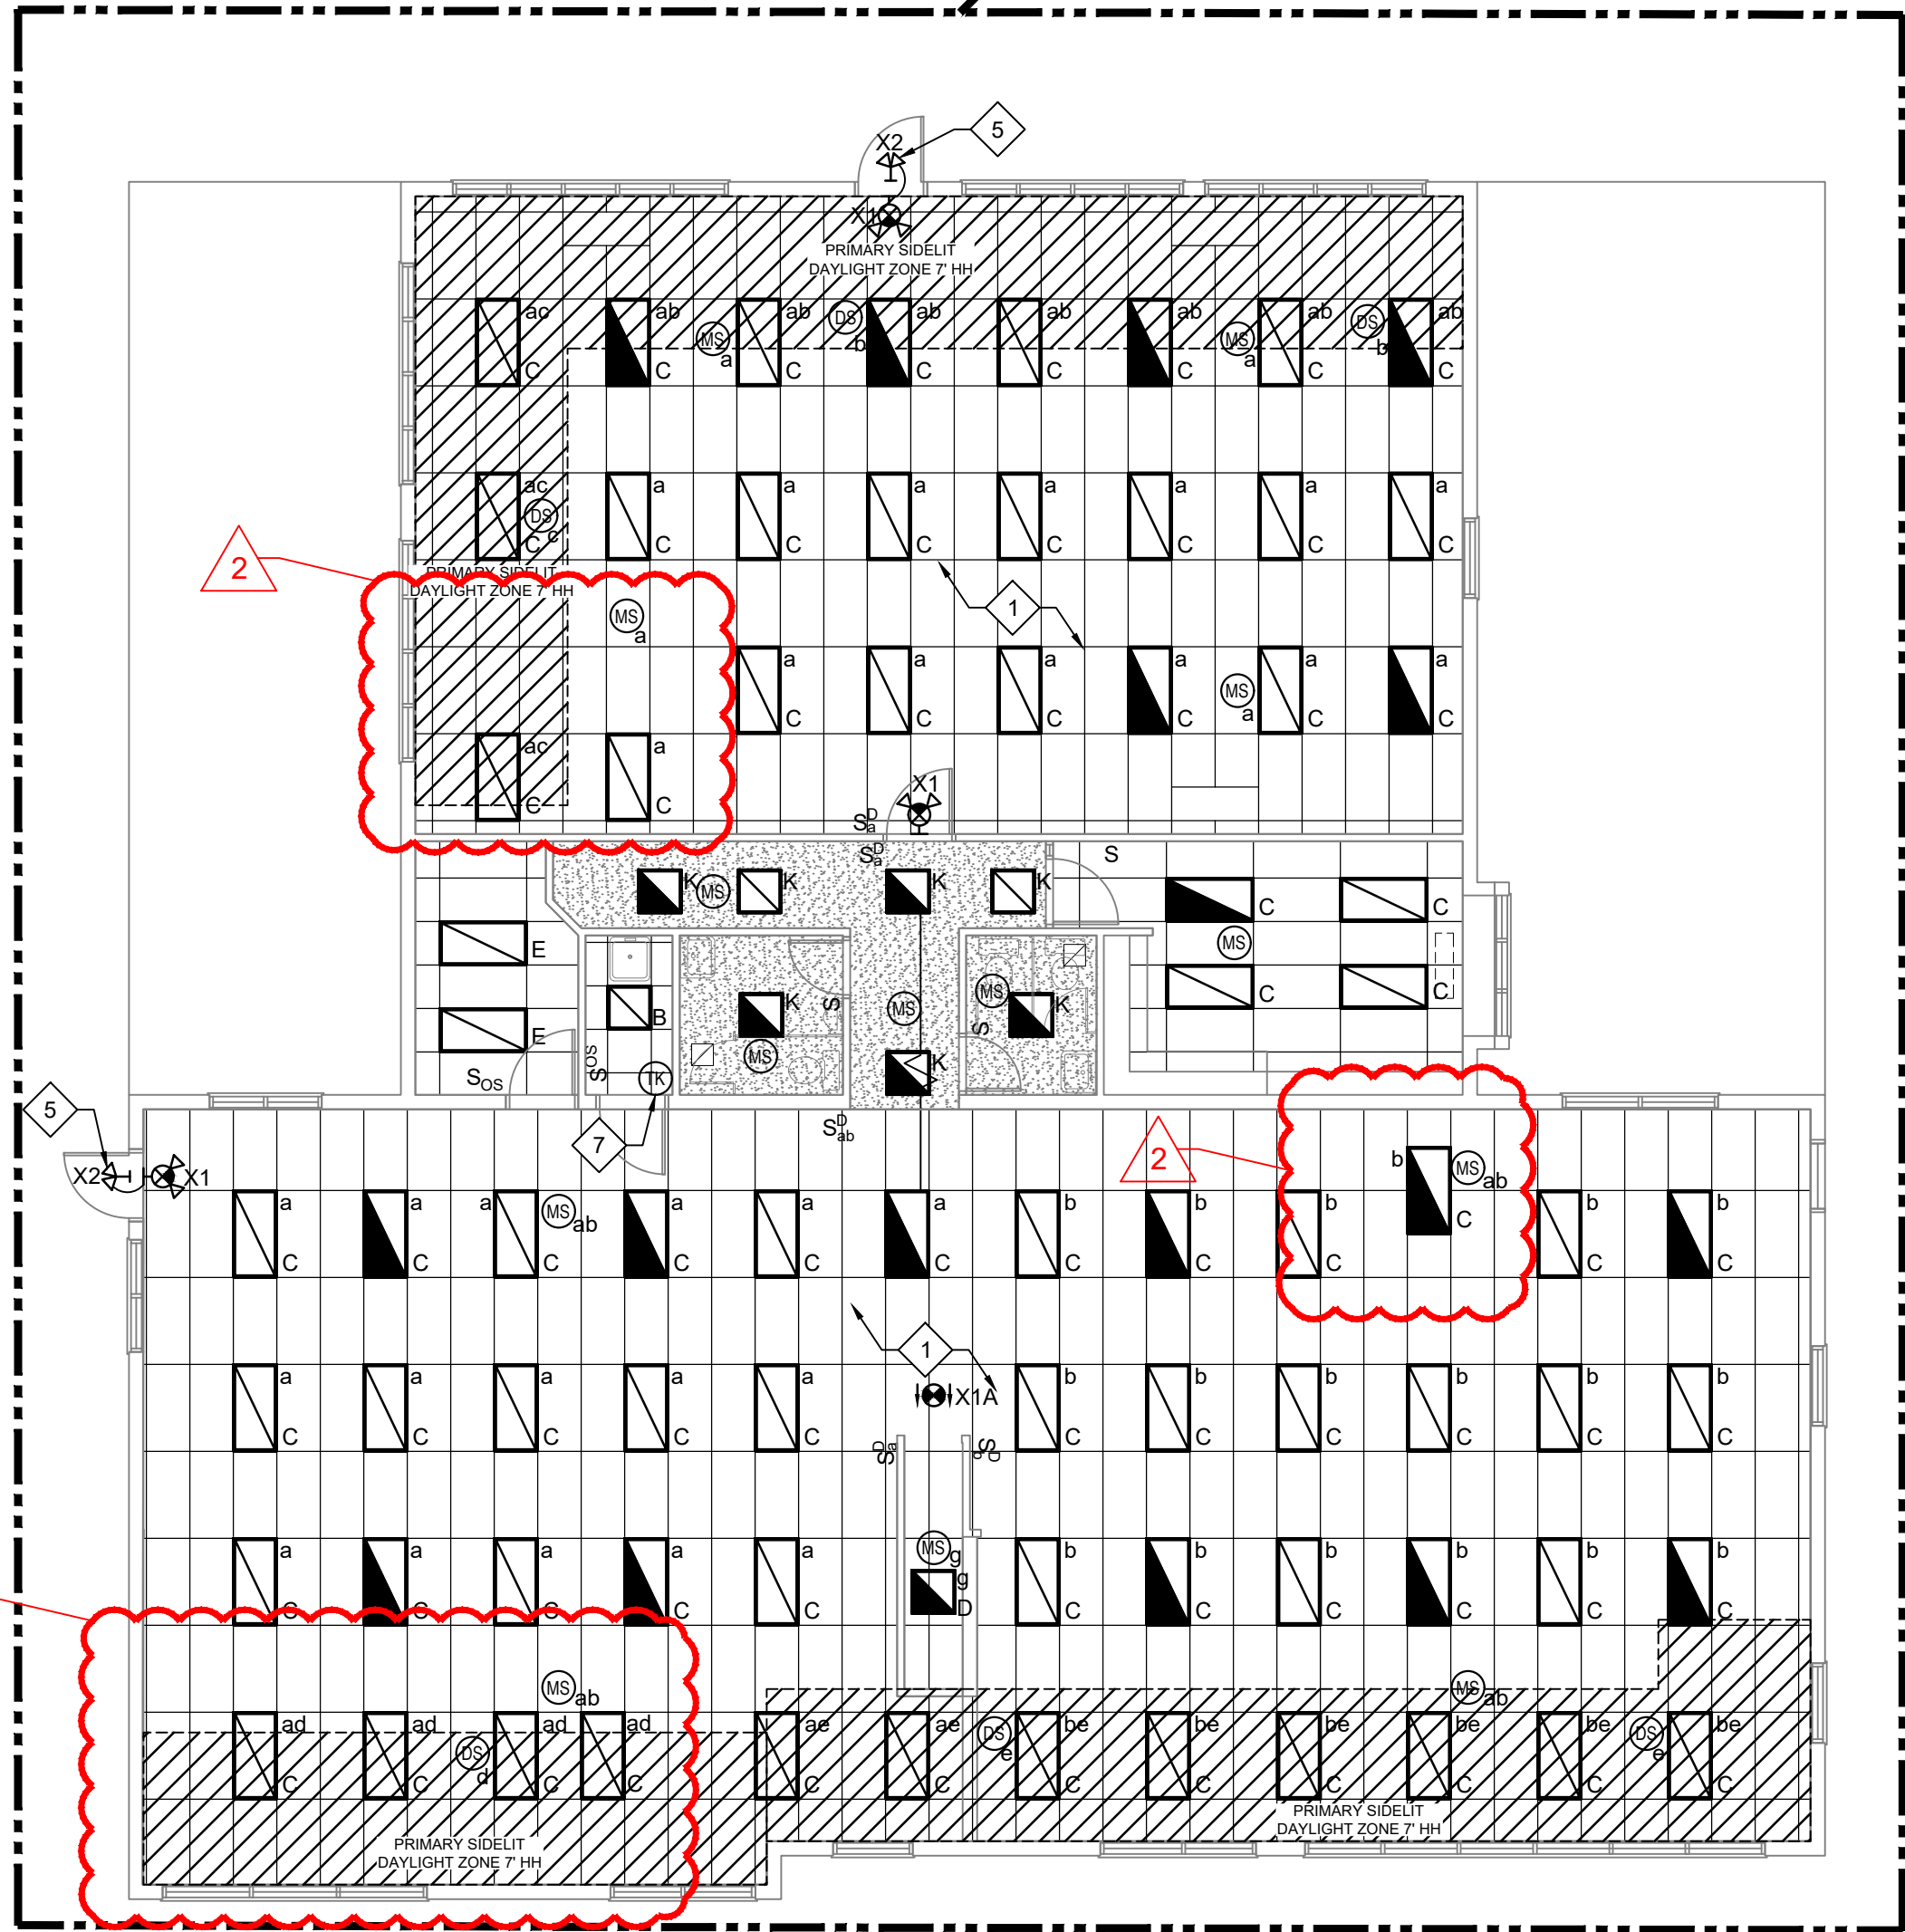 5
X2
X1
PRIMARY SIDELIT
DAYLIGHT ZONE 7' HH
ac ab ab ab ab ab ab ab
MS a DS b MS a DS b
C C C C C C C C
ac a a a a a a a
DS c
C C C C C C C C
2
PRIMARY SIDELIT
DAYLIGHT ZONE 7' HH
MS a
1
a a a a a a
MS a
C C C C C C
ac a
C C
X1
S D a
S D a
S
K MS K K K
C C
E
MS
MS
K S MS K
C C
B
E
MS
S
K
S OS
S OS
TK
5
7
S D ab
2
b MS ab
C
X2 X1
a a a MS ab a a a b b b b b
C C C C C C C C C C C
1
a a a a a b b b b b b
X1A
C C C C C C C C C C C
S D a
S D b
a a a a a b b b b b b
MS g
g
D
C C C C C C C C C C C
MS ab
MS ab
ad ad ad ad ae ae be be be be be be
DS d DS e DS e
C C C C C C C C C C C C
PRIMARY SIDELIT
DAYLIGHT ZONE 7' HH
PRIMARY SIDELIT
DAYLIGHT ZONE 7' HH